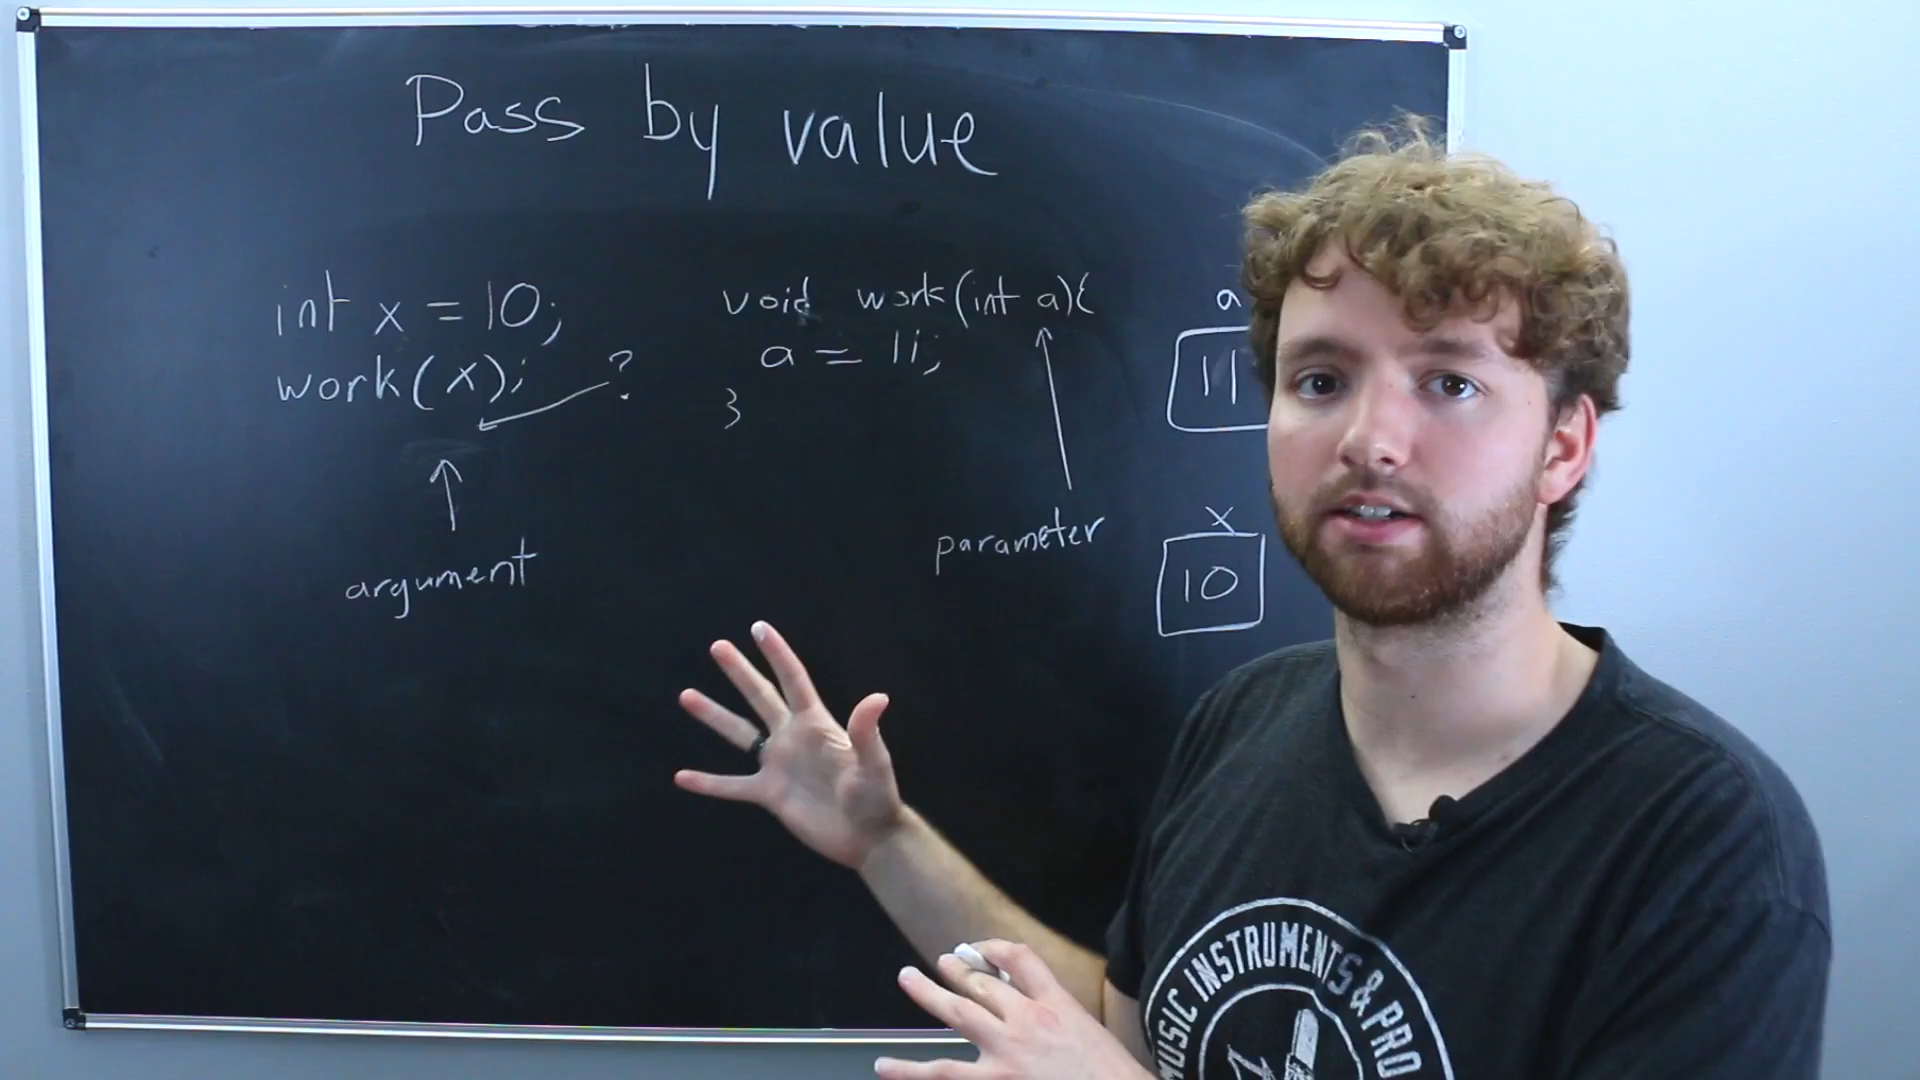 Pass by value
int x = 10;
work(x);
?
argument
void work(int a){
a = 11;
}
parameter
a
11
x
10
MUSIC INSTRUMENTS & PRO